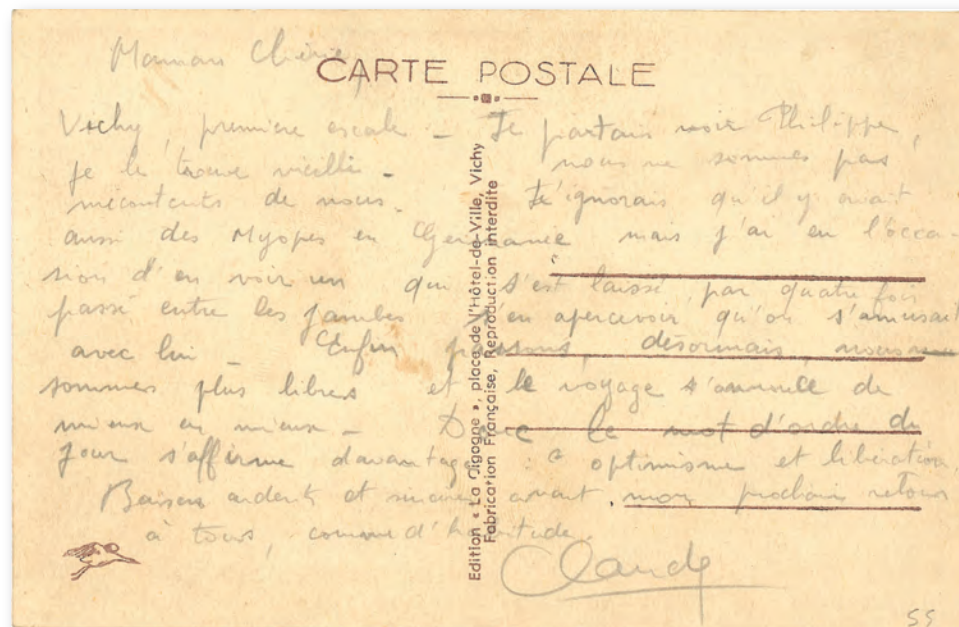 Maman Chérie,
CARTE POSTALE
Vichy, première escale - Je partais voir Philippe,
je le trouve vieilli - nous ne sommes pas
mécontents de nous. J'ignorais qu'il y avait
aussi des Myopes en Germanie mais j'ai eu l'occa-
sion d'en voir un qui s'est laissé, par quatre fois
passé entre les jambes s'en apercevoir qu'on s'amusait
avec lui - Enfin passons, désormais, nous
sommes plus libres et le voyage s'annonce de
mieux en mieux - Donc le mot d'ordre du
jour s'affirme davantage : " optimisme et libération.
Baisers ardents et avant mon prochain retour
à tous, comme d'habitude.
Claude
Edition « La Cigogne », place de l'Hôtel-de-Ville, Vichy
Fabrication Française, Reproduction interdite
55